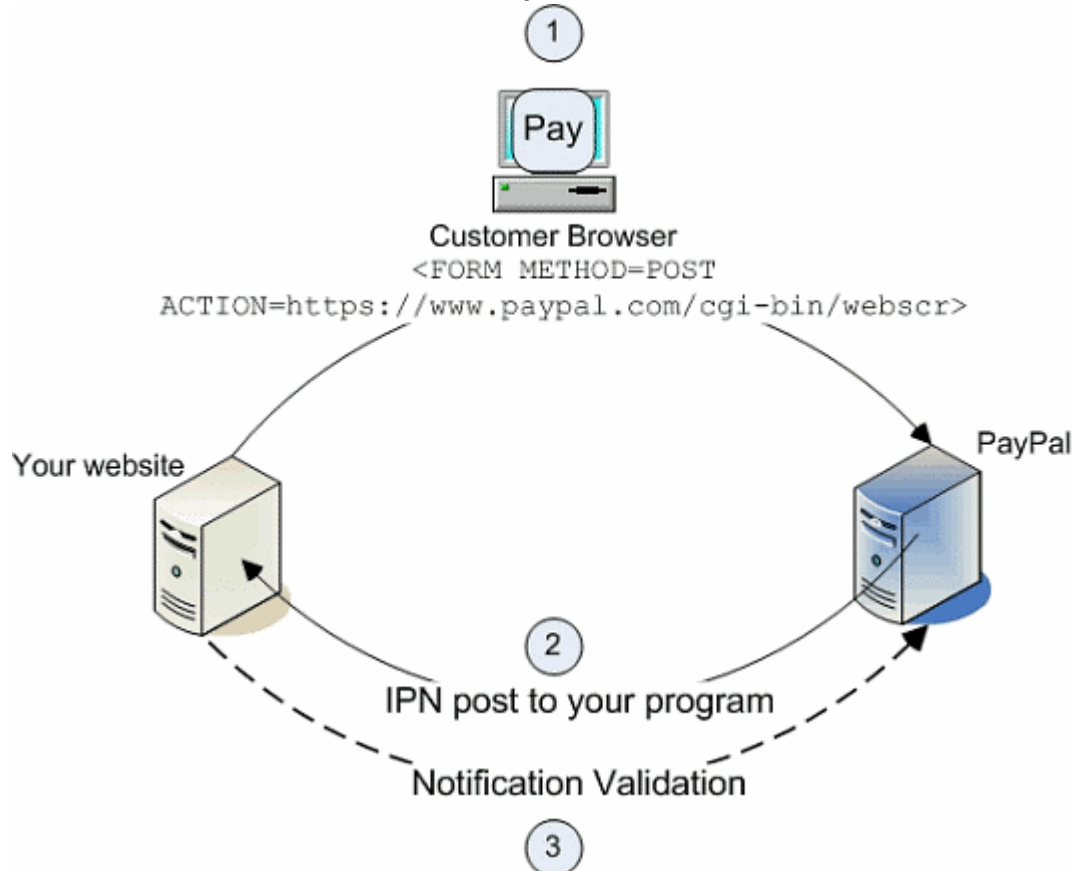 1
Pay
Customer Browser
<FORM METHOD=POST
ACTION=https://www.paypal.com/cgi-bin/webscr>
Your website
PayPal
2
IPN post to your program
Notification Validation
3